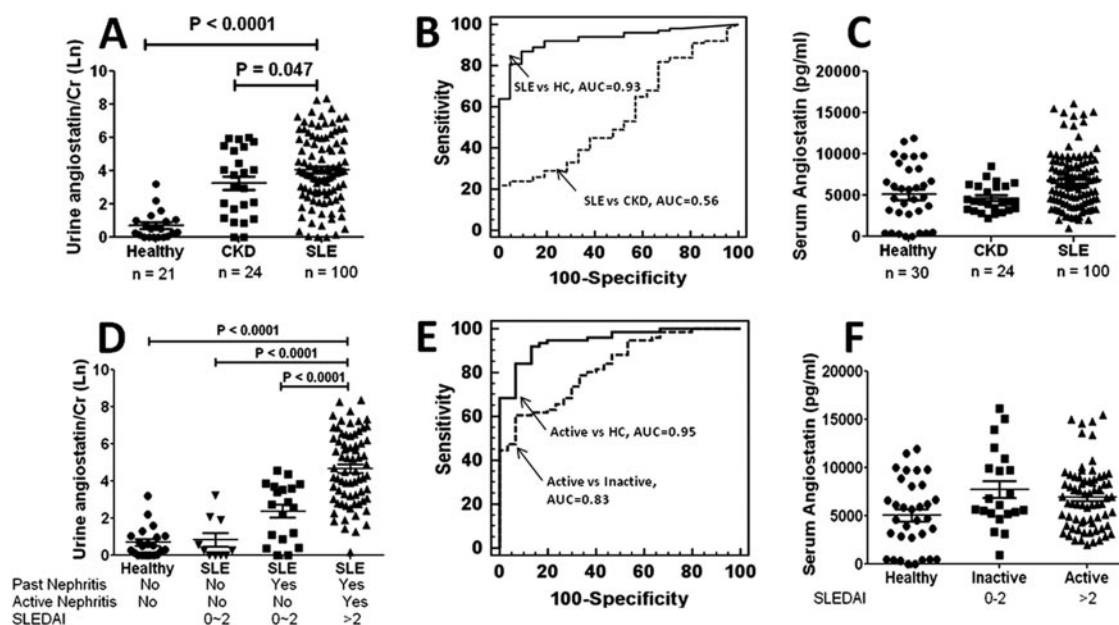 A
P < 0.0001
P = 0.047
Urine angiostatin/Cr (Ln)
10
8
6
4
2
0
Healthy CKD SLE
n = 21 n = 24 n = 100
B
Sensitivity
100
80
60
40
20
0
SLE vs HC, AUC=0.93
SLE vs CKD, AUC=0.56
0 20 40 60 80 100
100-Specificity
C
Serum Angiostatin (pg/ml)
20000
15000
10000
5000
0
Healthy CKD SLE
n = 30 n = 24 n = 100
D
P < 0.0001
P < 0.0001
P < 0.0001
Urine angiostatin/Cr (Ln)
10
8
6
4
2
0
Healthy SLE SLE SLE
Past Nephritis No No Yes Yes
Active Nephritis No No No Yes
SLEDAI 0~2 0~2 >2
E
Sensitivity
100
80
60
40
20
0
Active vs HC, AUC=0.95
Active vs Inactive,
AUC=0.83
0 20 40 60 80 100
100-Specificity
F
Serum Angiostatin (pg/ml)
20000
15000
10000
5000
0
Healthy Inactive Active
SLEDAI 0-2 >2